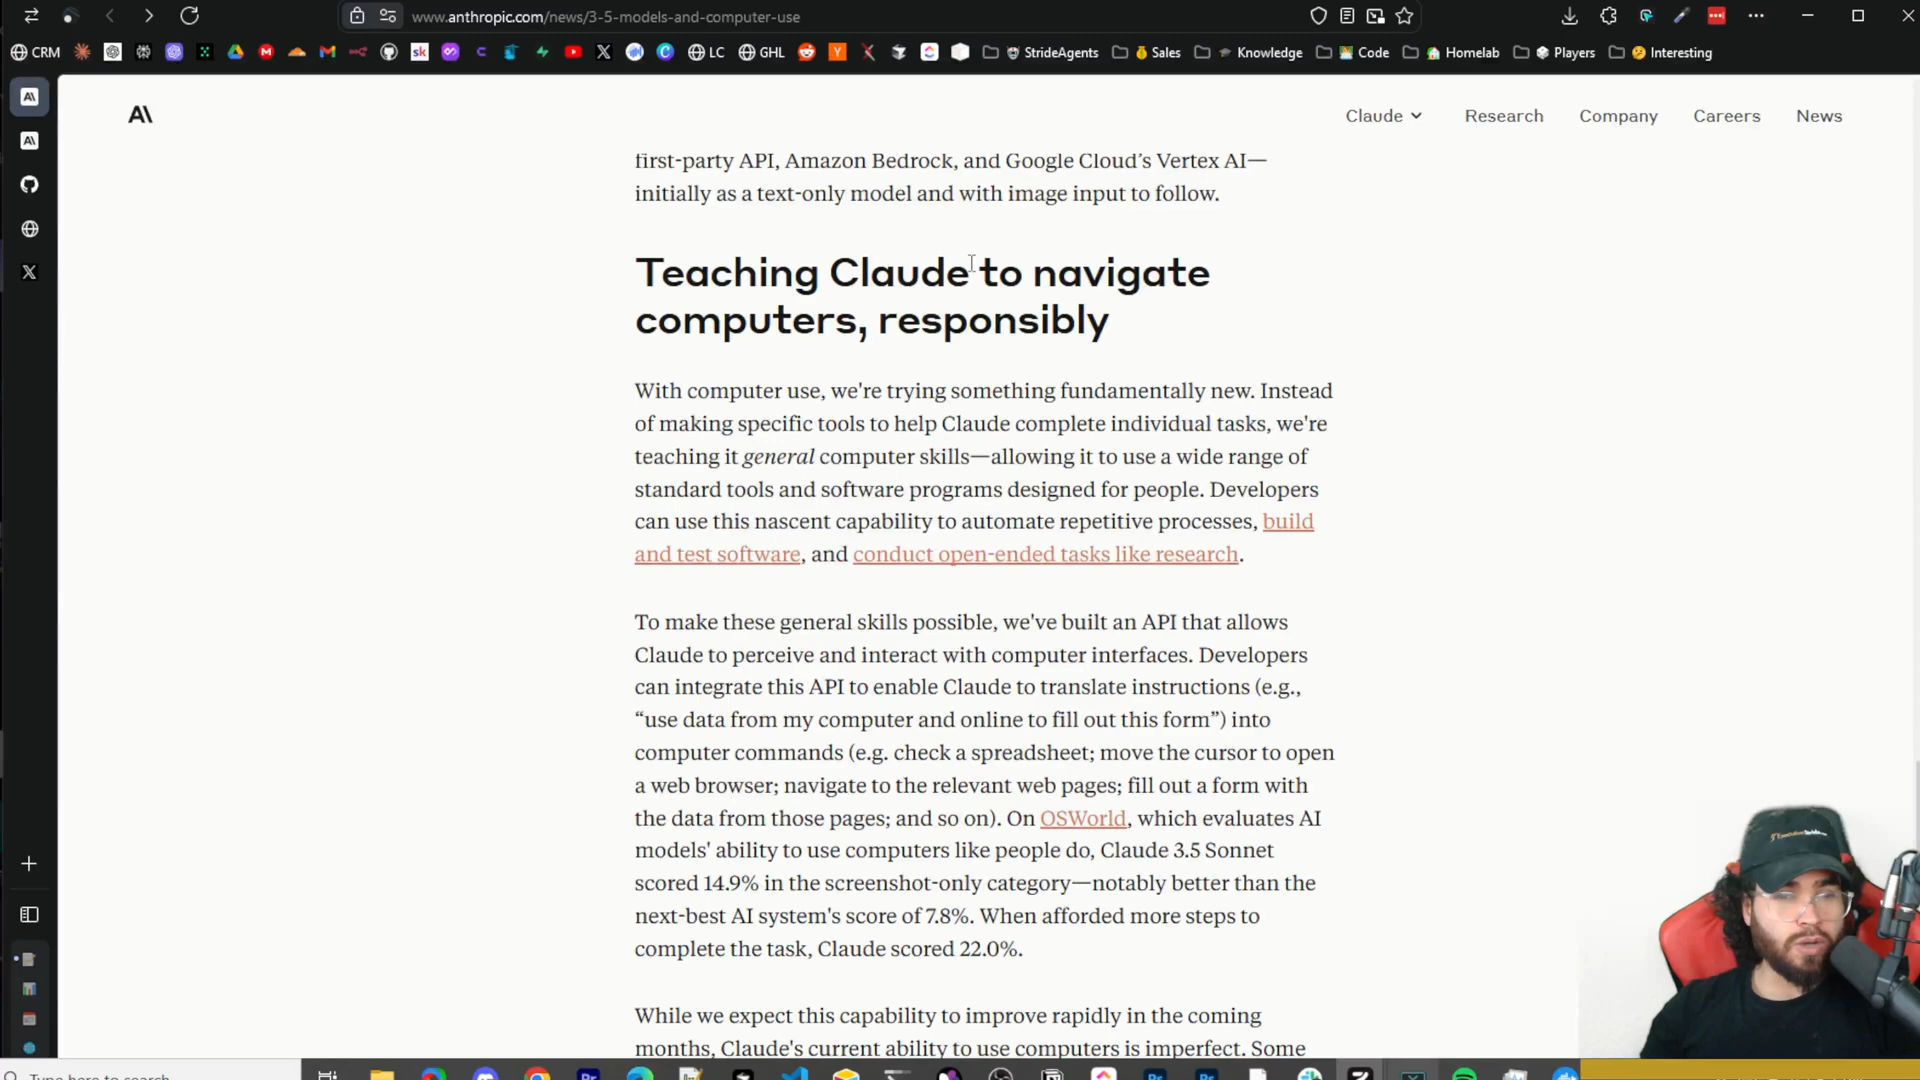 www.anthropic.com/news/3-5-models-and-computer-use
CRM
sk
LC
GHL
StrideAgents
Sales
Knowledge
Code
Homelab
Players
Interesting
Claude
Research
Company
Careers
News
first-party API, Amazon Bedrock, and Google Cloud’s Vertex AI—
initially as a text-only model and with image input to follow.
Teaching Claude to navigate
computers, responsibly
With computer use, we're trying something fundamentally new. Instead
of making specific tools to help Claude complete individual tasks, we're
teaching it general computer skills—allowing it to use a wide range of
standard tools and software programs designed for people. Developers
can use this nascent capability to automate repetitive processes, build
and test software, and conduct open-ended tasks like research.
To make these general skills possible, we've built an API that allows
Claude to perceive and interact with computer interfaces. Developers
can integrate this API to enable Claude to translate instructions (e.g.,
“use data from my computer and online to fill out this form”) into
computer commands (e.g. check a spreadsheet; move the cursor to open
a web browser; navigate to the relevant web pages; fill out a form with
the data from those pages; and so on). On OSWorld, which evaluates AI
models' ability to use computers like people do, Claude 3.5 Sonnet
scored 14.9% in the screenshot-only category—notably better than the
next-best AI system's score of 7.8%. When afforded more steps to
complete the task, Claude scored 22.0%.
While we expect this capability to improve rapidly in the coming
months, Claude's current ability to use computers is imperfect. Some
Type here to search